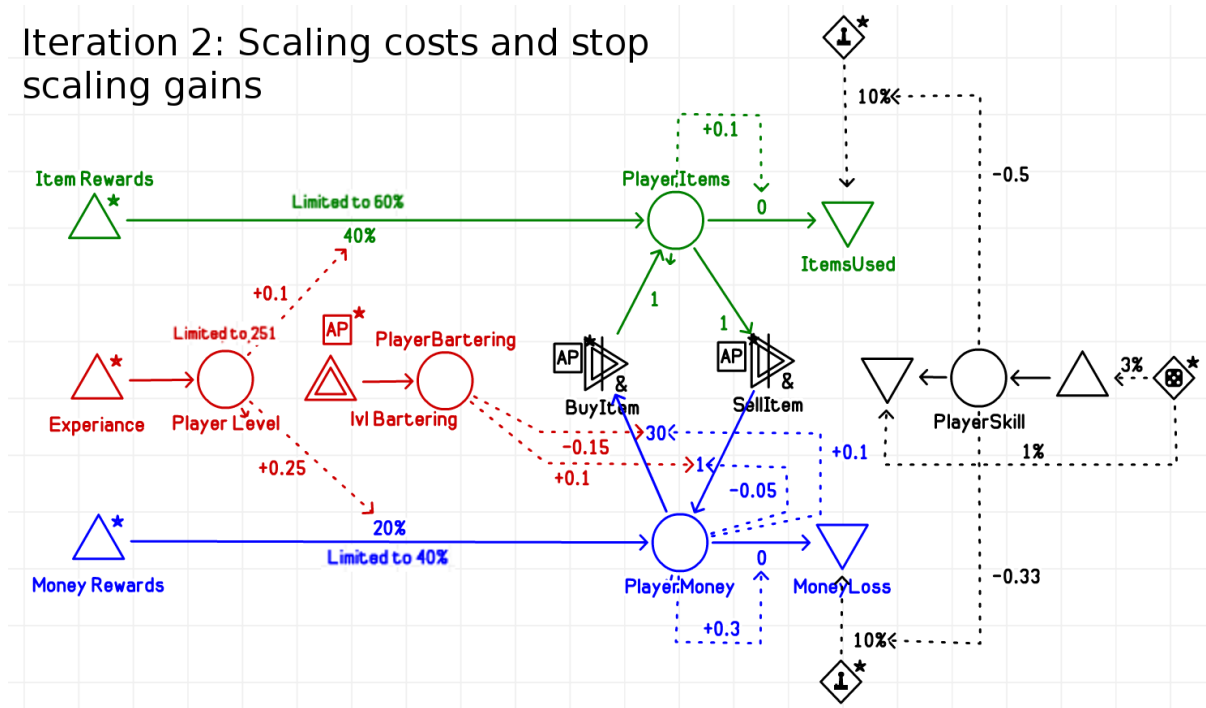 Iteration 2: Scaling costs and stop
scaling gains
10%
+0.1
-0.5
Item Rewards
PlayerItems
Limited to 60%
0
40%
ItemsUsed
+0.1
1
1
Limited to 251
AP
PlayerBartering
AP
AP
3%
&
&
Experiance
Player Level
lvl Bartering
BuyItem
SellItem
PlayerSkill
30
-0.15
+0.1
1%
+0.25
+0.1
1
-0.05
20%
Limited to 40%
0
Money Rewards
PlayerMoney
MoneyLoss
-0.33
+0.3
10%